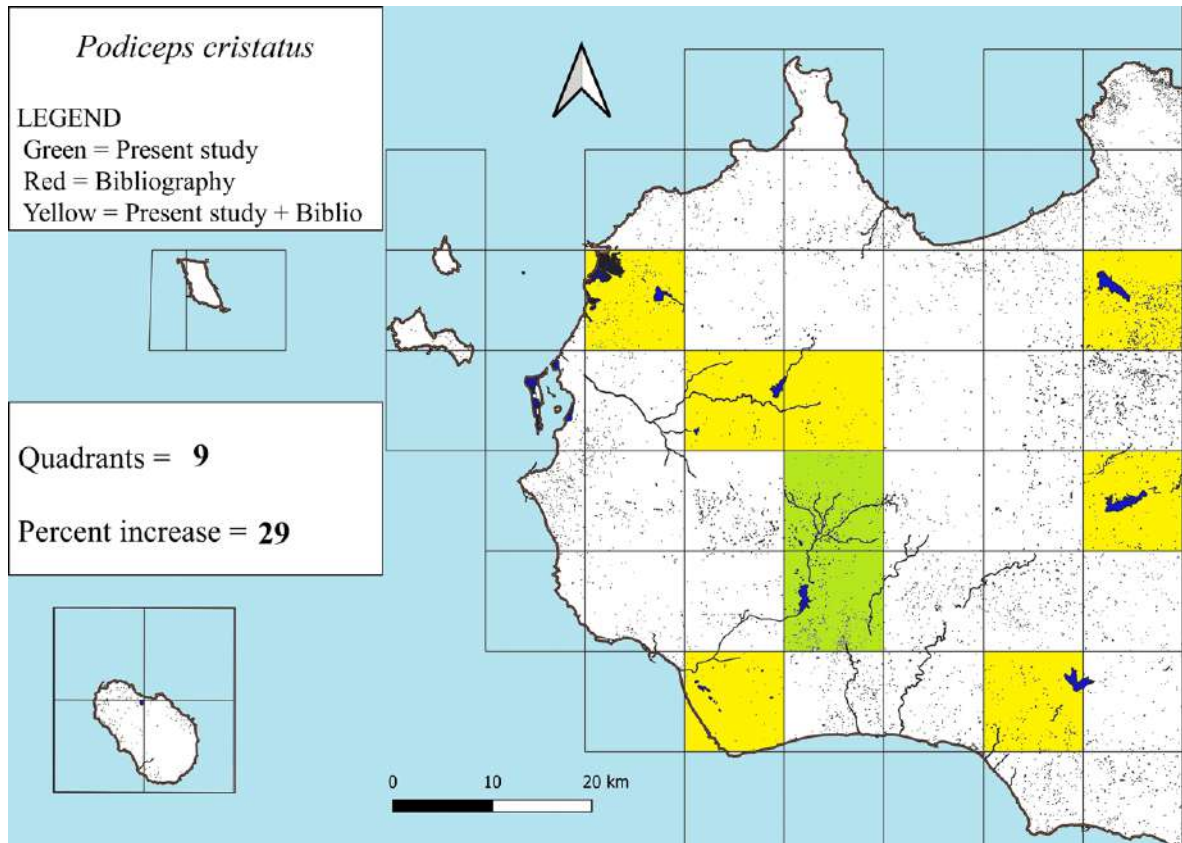 Podiceps cristatus
LEGEND
Green = Present study
Red = Bibliography
Yellow = Present study + Biblio
Quadrants = 9
Percent increase = 29
0 10 20 km